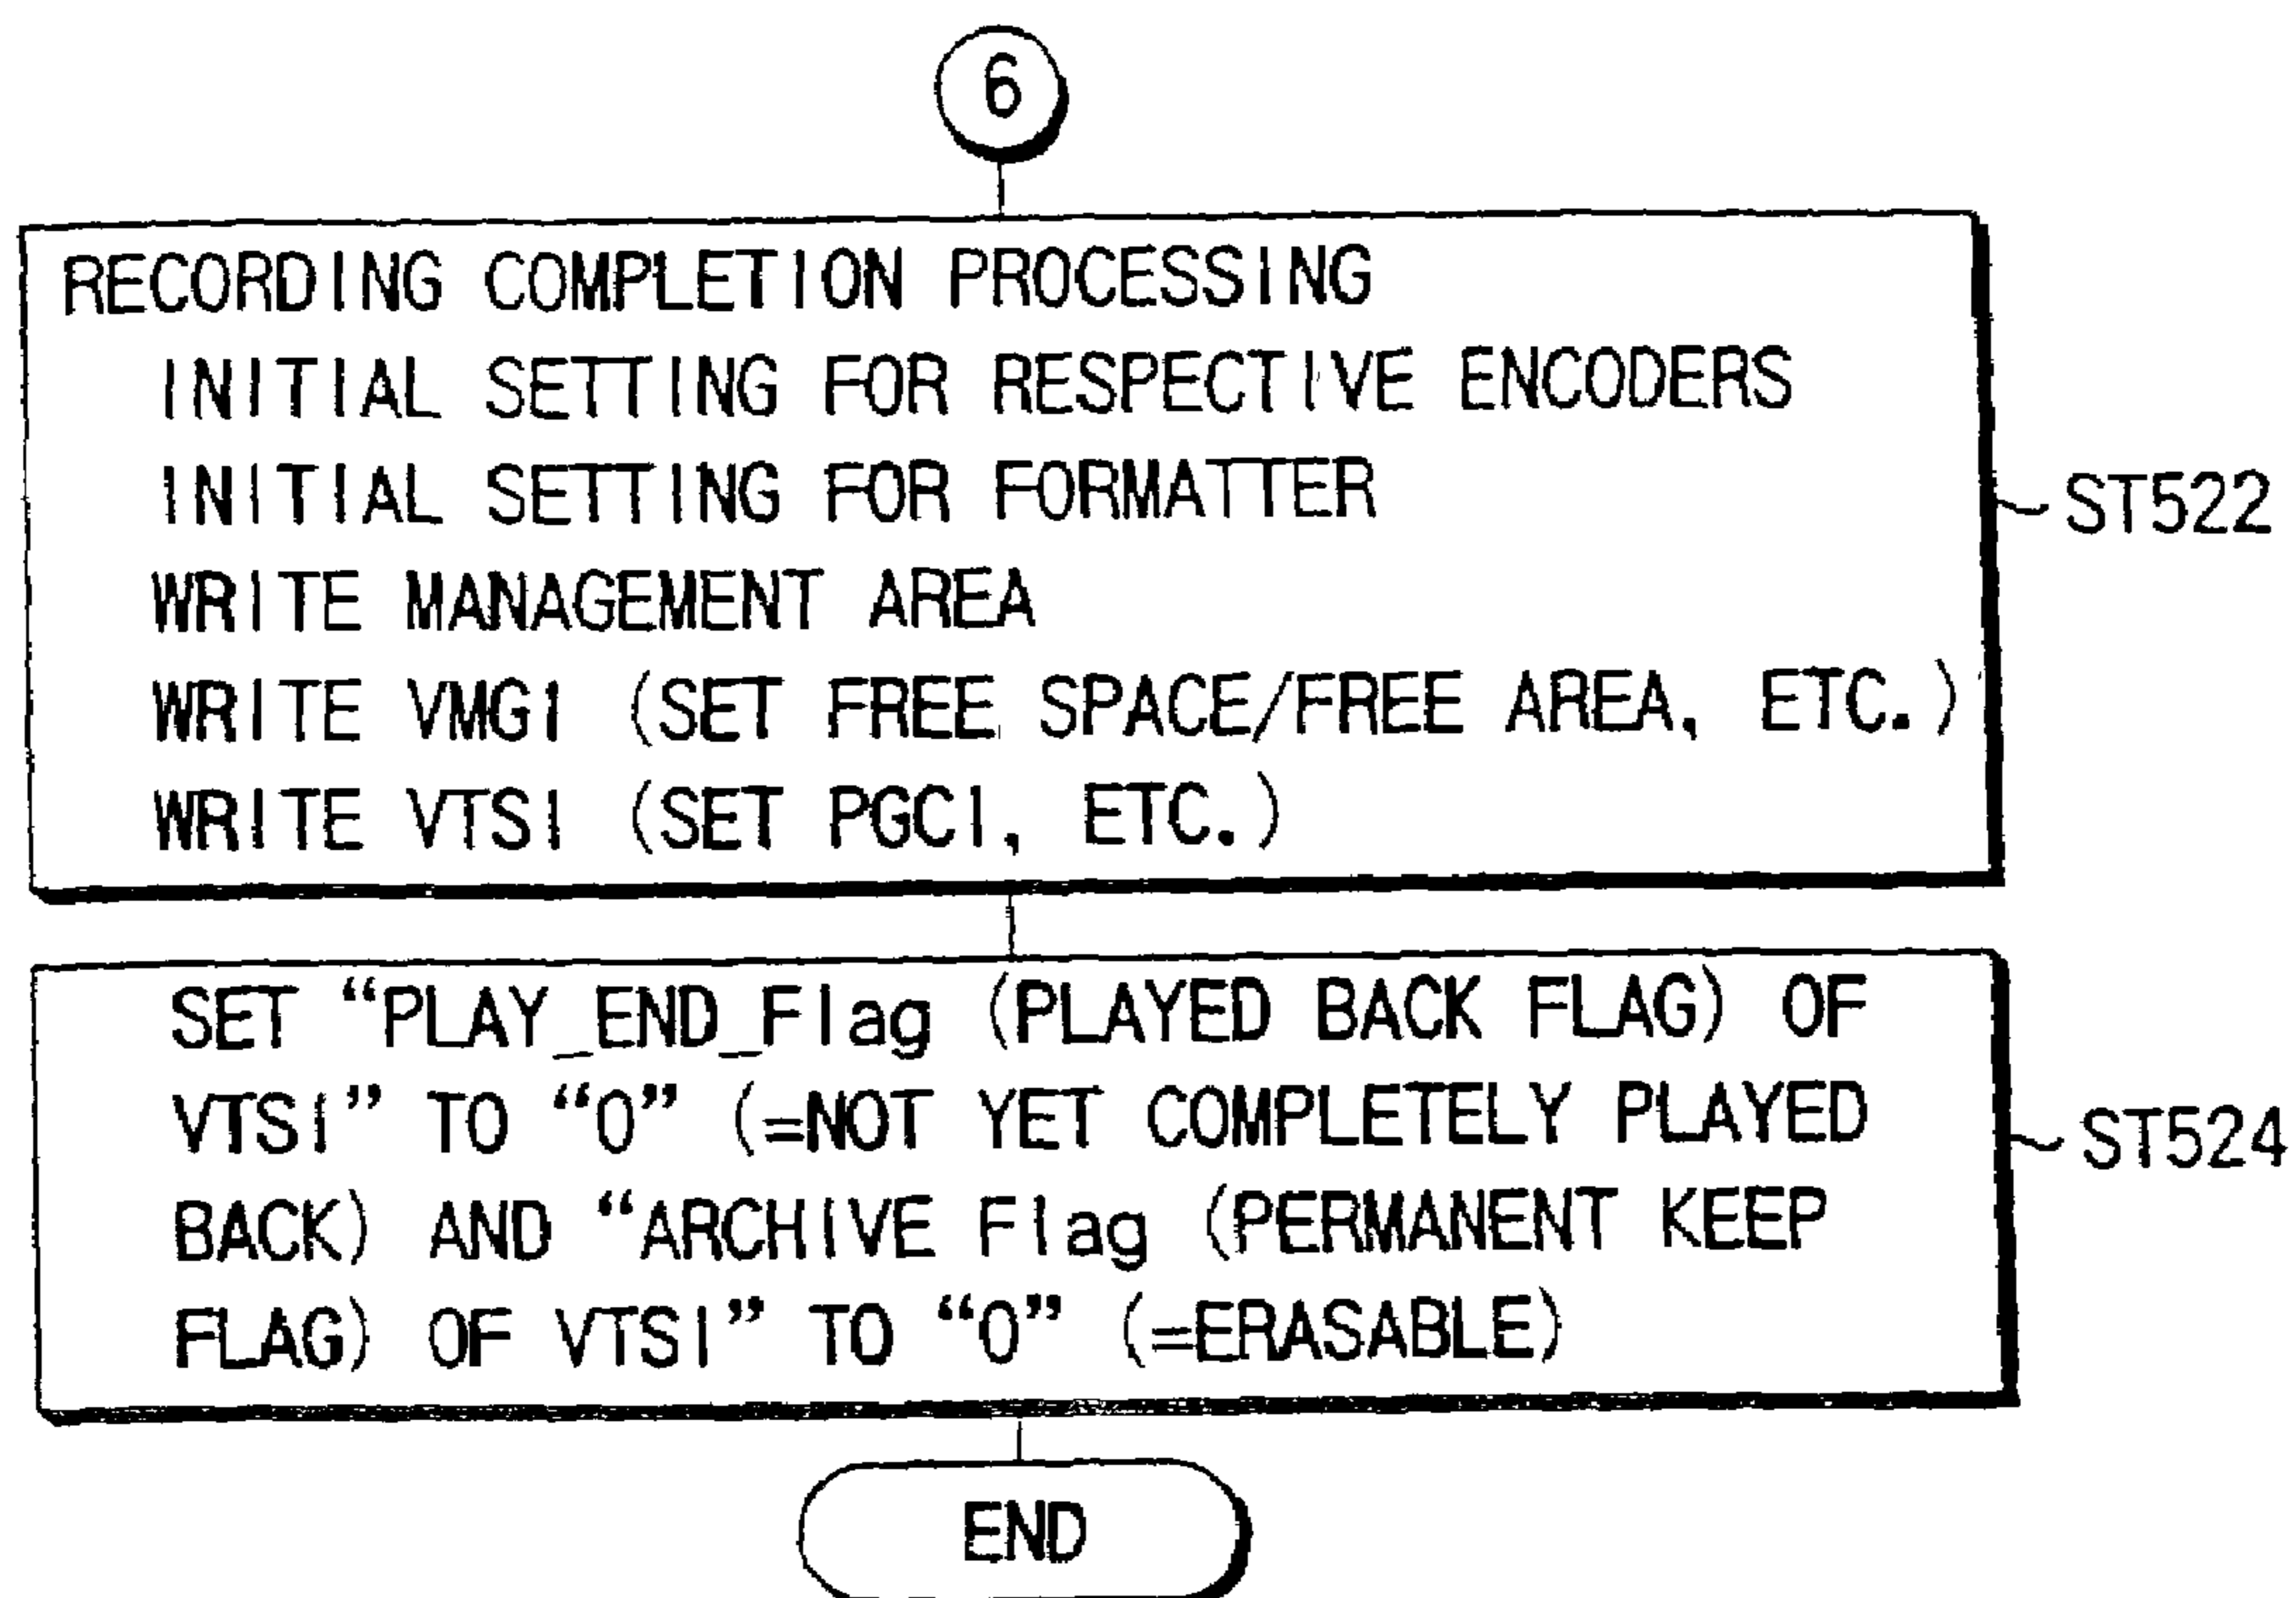 6
RECORDING COMPLETION PROCESSING
INITIAL SETTING FOR RESPECTIVE ENCODERS
INITIAL SETTING FOR FORMATTER
WRITE MANAGEMENT AREA
WRITE VMGI (SET FREE SPACE/FREE AREA, ETC.)
WRITE VTSI (SET PGCI, ETC.)
ST522
SET “PLAY_END_Flag (PLAYED BACK FLAG) OF
VTSI” TO “0” (=NOT YET COMPLETELY PLAYED
BACK) AND “ARCHIVE Flag (PERMANENT KEEP
FLAG) OF VTSI” TO “0” (=ERASABLE)
ST524
END